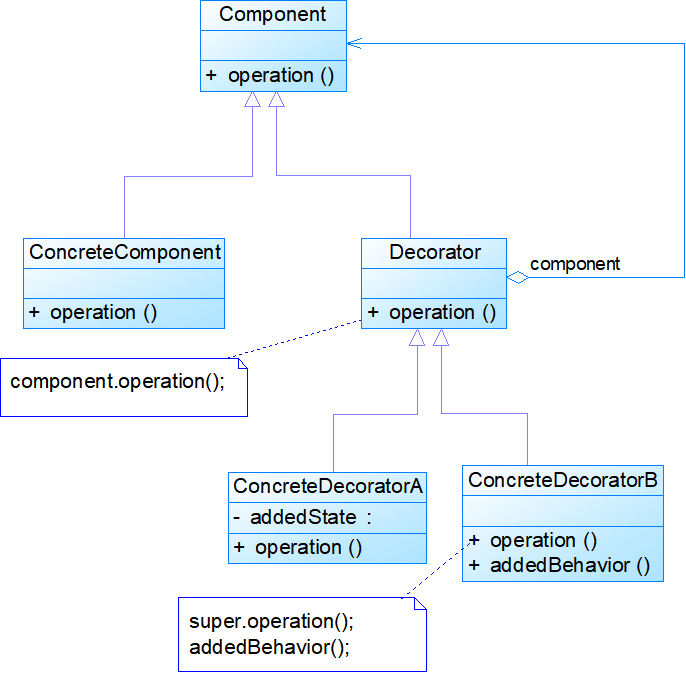 Component
+ operation ()
ConcreteComponent
+ operation ()
Decorator
+ operation ()
component
component.operation();
ConcreteDecoratorA
- addedState :
+ operation ()
ConcreteDecoratorB
+ operation ()
+ addedBehavior ()
super.operation();
addedBehavior();